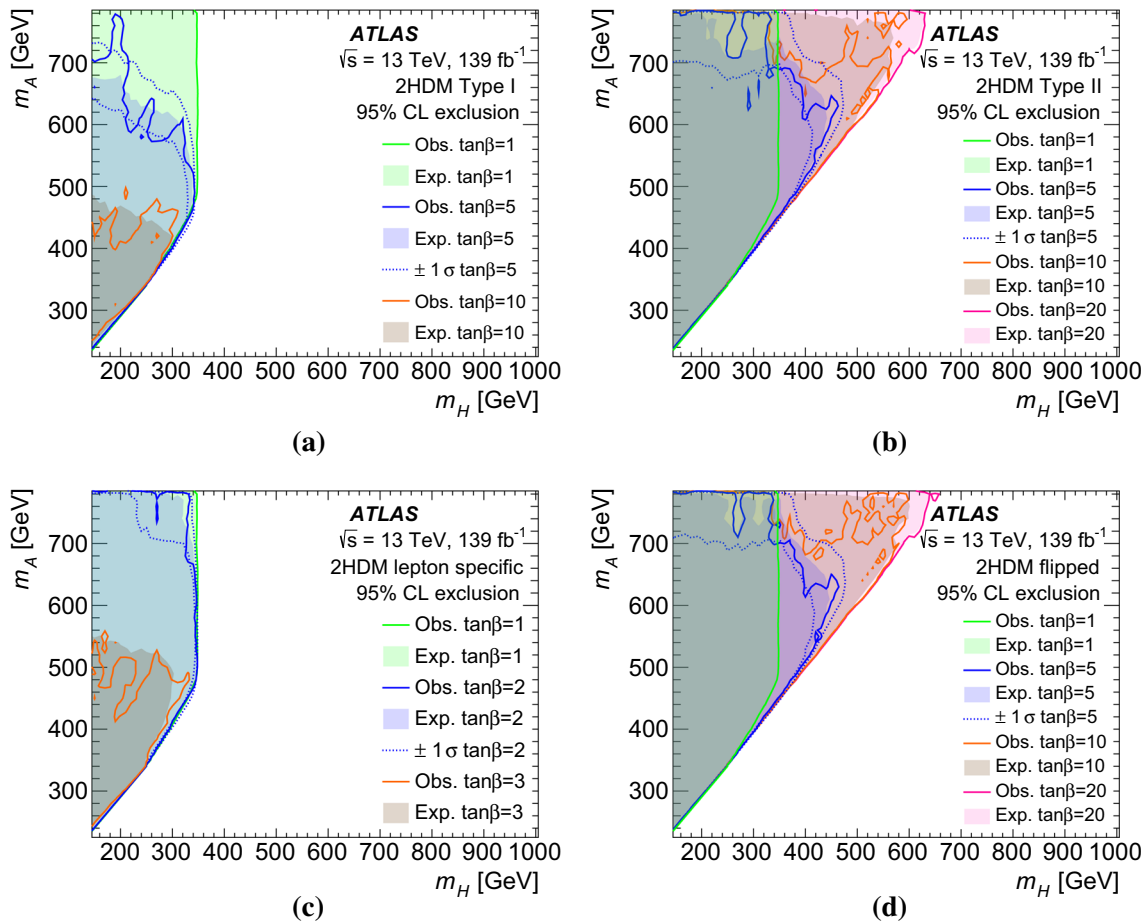 m_A [GeV]
700
600
500
400
300
ATLAS
√s = 13 TeV, 139 fb⁻¹
2HDM Type I
95% CL exclusion
Obs. tanβ=1
Exp. tanβ=1
Obs. tanβ=5
Exp. tanβ=5
± 1 σ tanβ=5
Obs. tanβ=10
Exp. tanβ=10
200 300 400 500 600 700 800 900 1000
m_H [GeV]
(a)
m_A [GeV]
700
600
500
400
300
ATLAS
√s = 13 TeV, 139 fb⁻¹
2HDM Type II
95% CL exclusion
Obs. tanβ=1
Exp. tanβ=1
Obs. tanβ=5
Exp. tanβ=5
± 1 σ tanβ=5
Obs. tanβ=10
Exp. tanβ=10
Obs. tanβ=20
Exp. tanβ=20
200 300 400 500 600 700 800 900 1000
m_H [GeV]
(b)
m_A [GeV]
700
600
500
400
300
ATLAS
√s = 13 TeV, 139 fb⁻¹
2HDM lepton specific
95% CL exclusion
Obs. tanβ=1
Exp. tanβ=1
Obs. tanβ=2
Exp. tanβ=2
± 1 σ tanβ=2
Obs. tanβ=3
Exp. tanβ=3
200 300 400 500 600 700 800 900 1000
m_H [GeV]
(c)
m_A [GeV]
700
600
500
400
300
ATLAS
√s = 13 TeV, 139 fb⁻¹
2HDM flipped
95% CL exclusion
Obs. tanβ=1
Exp. tanβ=1
Obs. tanβ=5
Exp. tanβ=5
± 1 σ tanβ=5
Obs. tanβ=10
Exp. tanβ=10
Obs. tanβ=20
Exp. tanβ=20
200 300 400 500 600 700 800 900 1000
m_H [GeV]
(d)